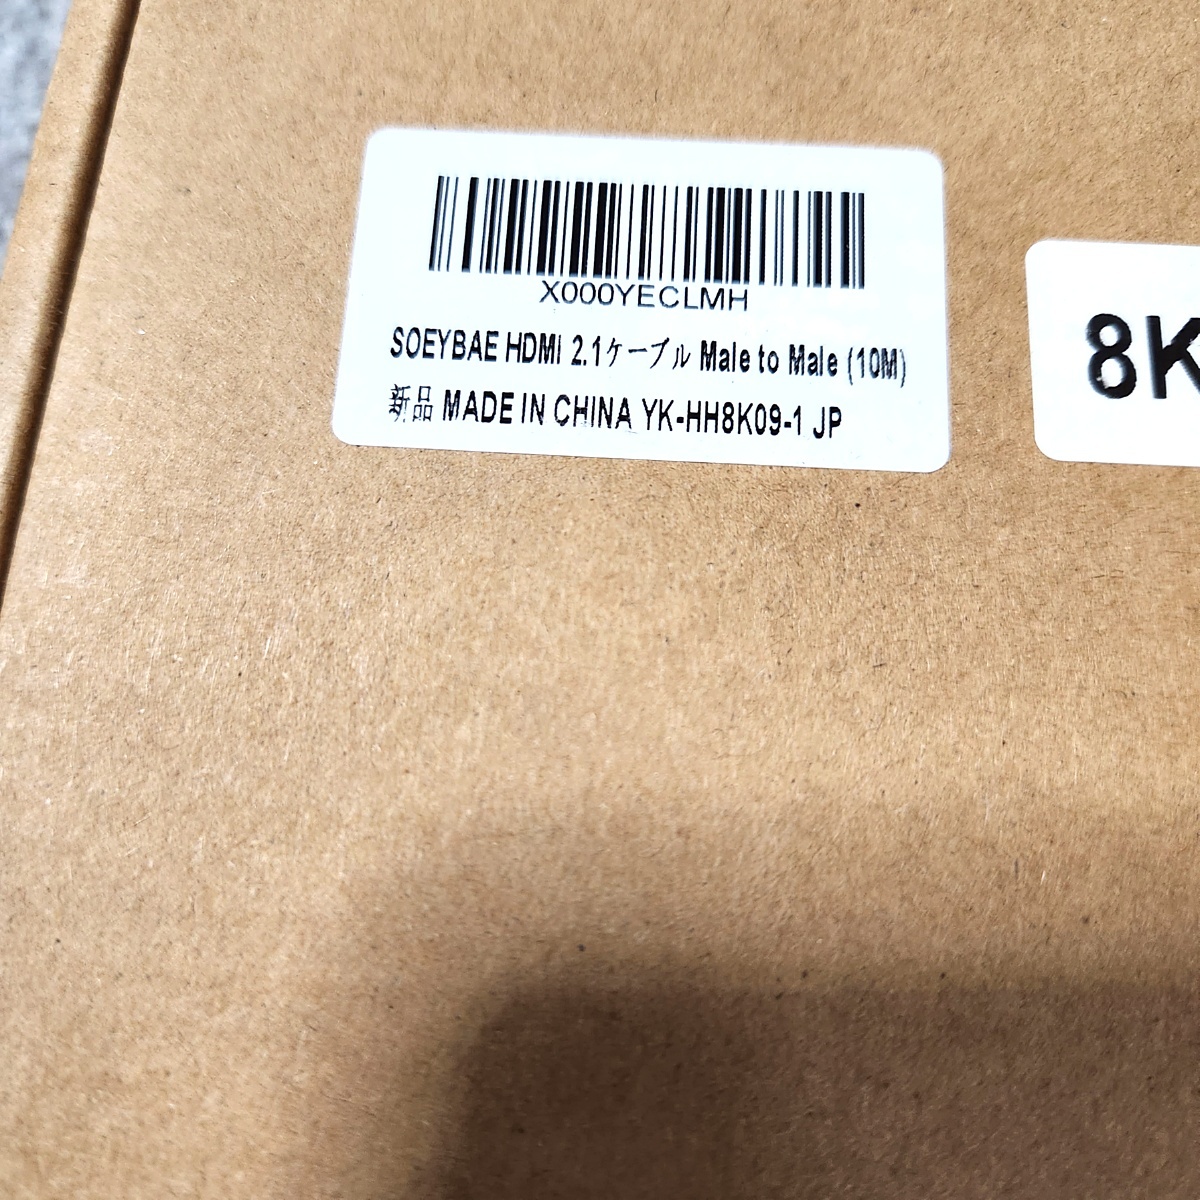 X000YECLMH
SOEYBAE HDMI 2.1ケーブル Male to Male (10M)
新品 MADE IN CHINA YK-HH8K09-1 JP
8K